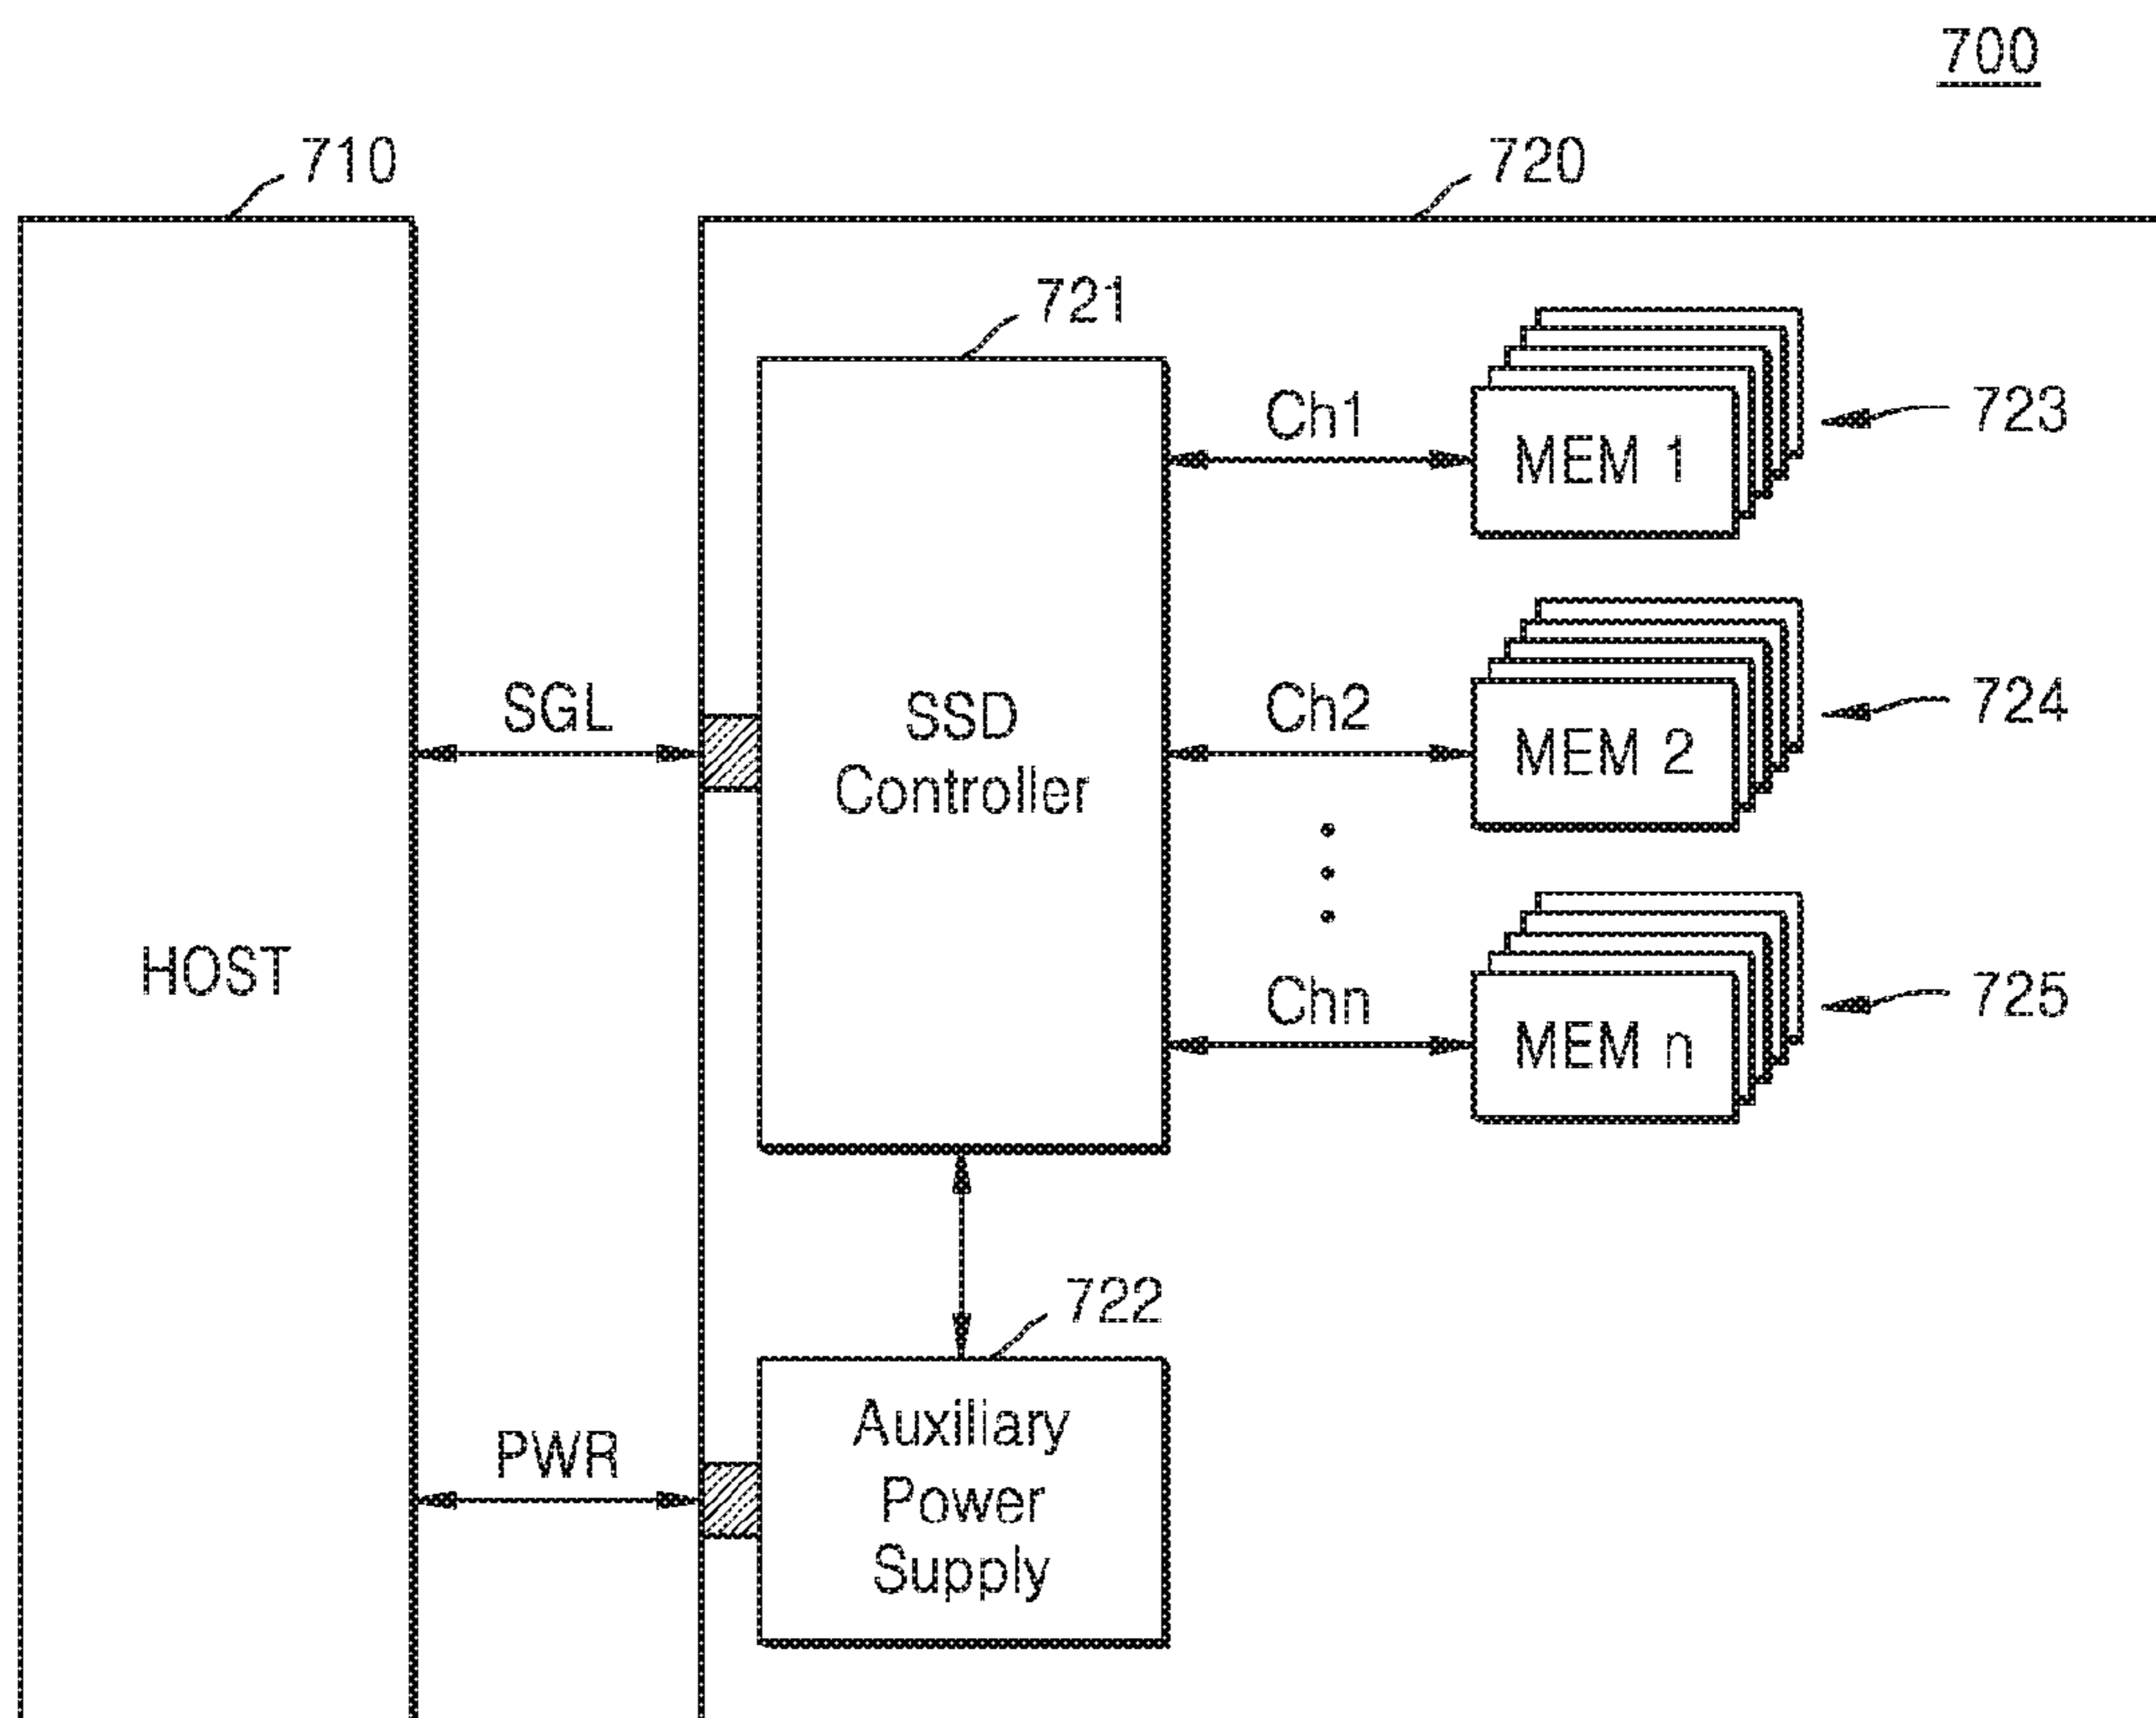 700
710
720
721
Ch1
MEM 1
723
SGL
SSD
Controller
Ch2
MEM 2
724
HOST
Chn
MEM n
725
722
PWR
Auxiliary
Power
Supply